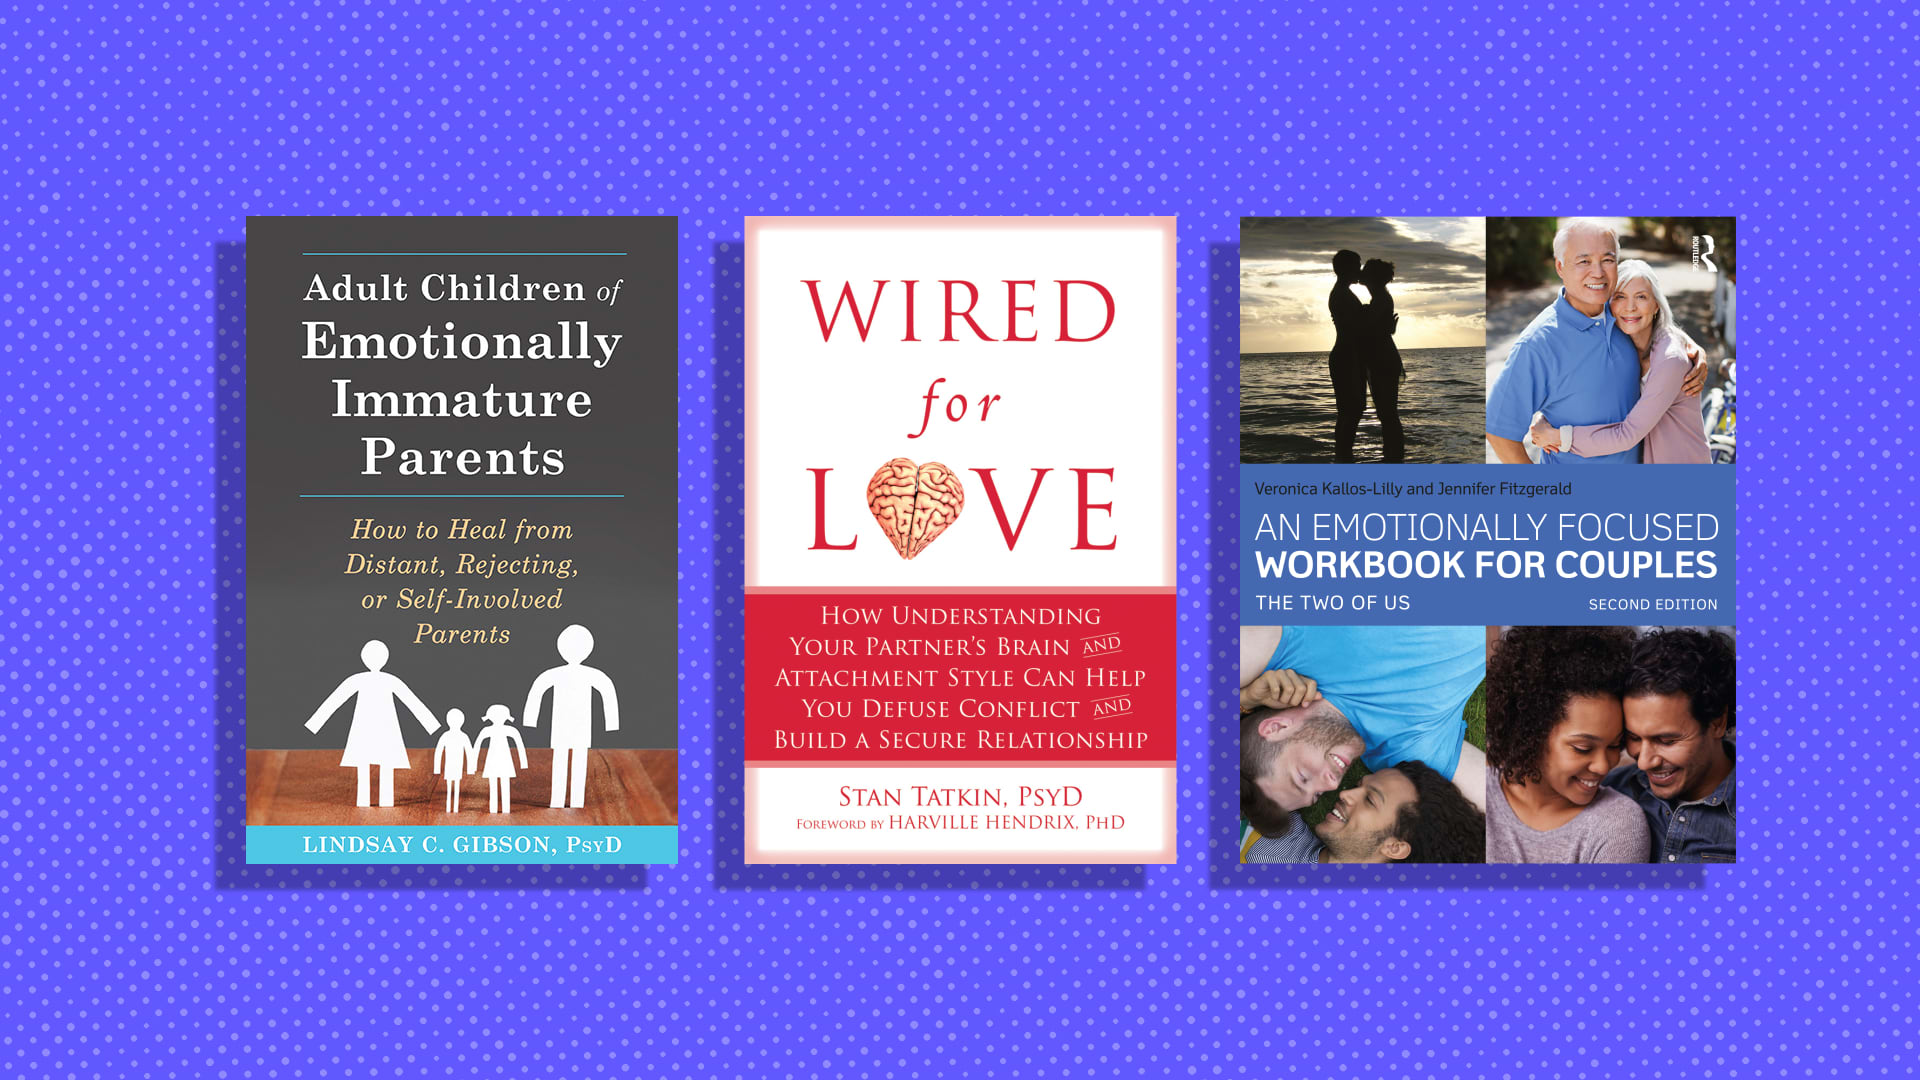 Adult Children of
Emotionally
Immature
Parents
How to Heal from
Distant, Rejecting,
or Self-Involved
Parents
LINDSAY C. GIBSON, PsyD
WIRED
for
LOVE
How Understanding
Your Partner's Brain and
Attachment Style Can Help
You Defuse Conflict and
Build a Secure Relationship
Stan Tatkin, PsyD
Foreword by Harville Hendrix, PhD
ROUTLEDGE
Veronica Kallos-Lilly and Jennifer Fitzgerald
AN EMOTIONALLY FOCUSED
WORKBOOK FOR COUPLES
THE TWO OF US
SECOND EDITION